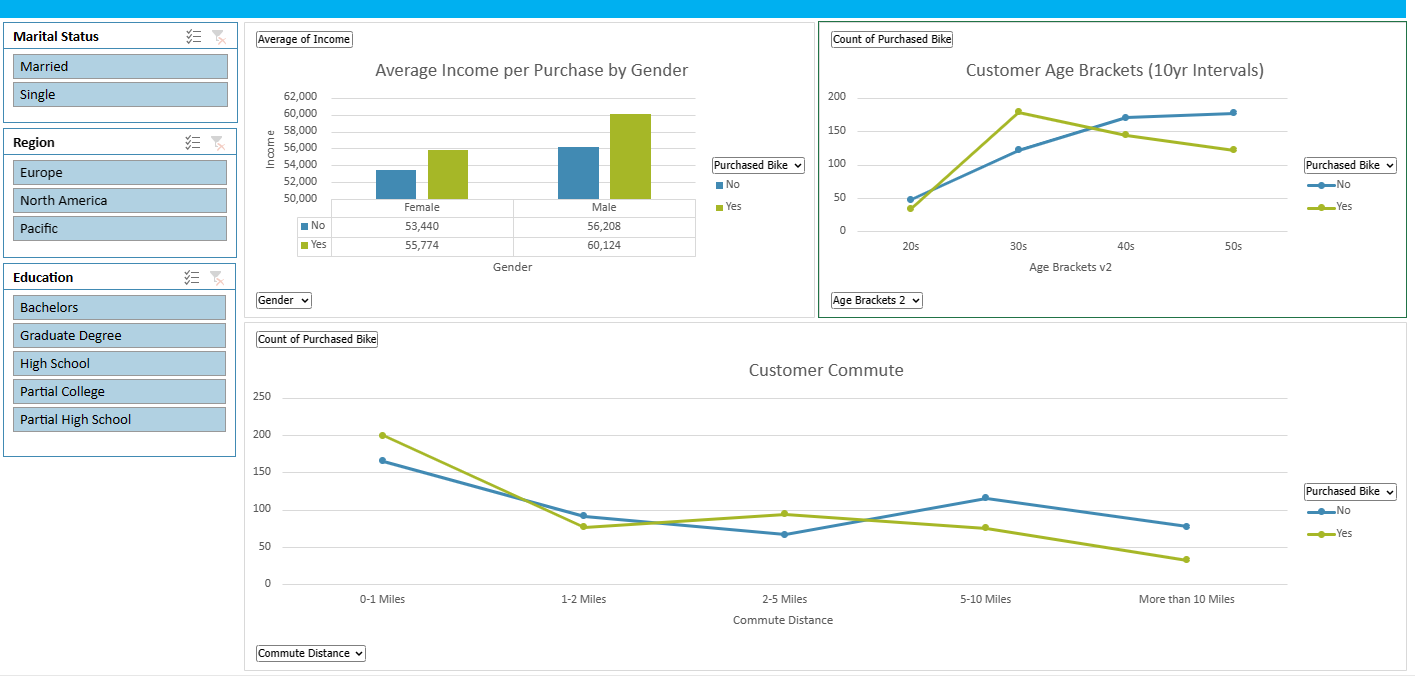 Marital Status
Married
Single
Region
Europe
North America
Pacific
Education
Bachelors
Graduate Degree
High School
Partial College
Partial High School
Average of Income
Average Income per Purchase by Gender
62,000
60,000
58,000
56,000
54,000
52,000
50,000
Income
Female Male
No 53,440 56,208
Yes 55,774 60,124
Gender
Purchased Bike
No
Yes
Gender
Count of Purchased Bike
Customer Age Brackets (10yr Intervals)
200
150
100
50
0
20s 30s 40s 50s
Age Brackets v2
Purchased Bike
No
Yes
Age Brackets 2
Count of Purchased Bike
Customer Commute
250
200
150
100
50
0
0-1 Miles 1-2 Miles 2-5 Miles 5-10 Miles More than 10 Miles
Commute Distance
Purchased Bike
No
Yes
Commute Distance